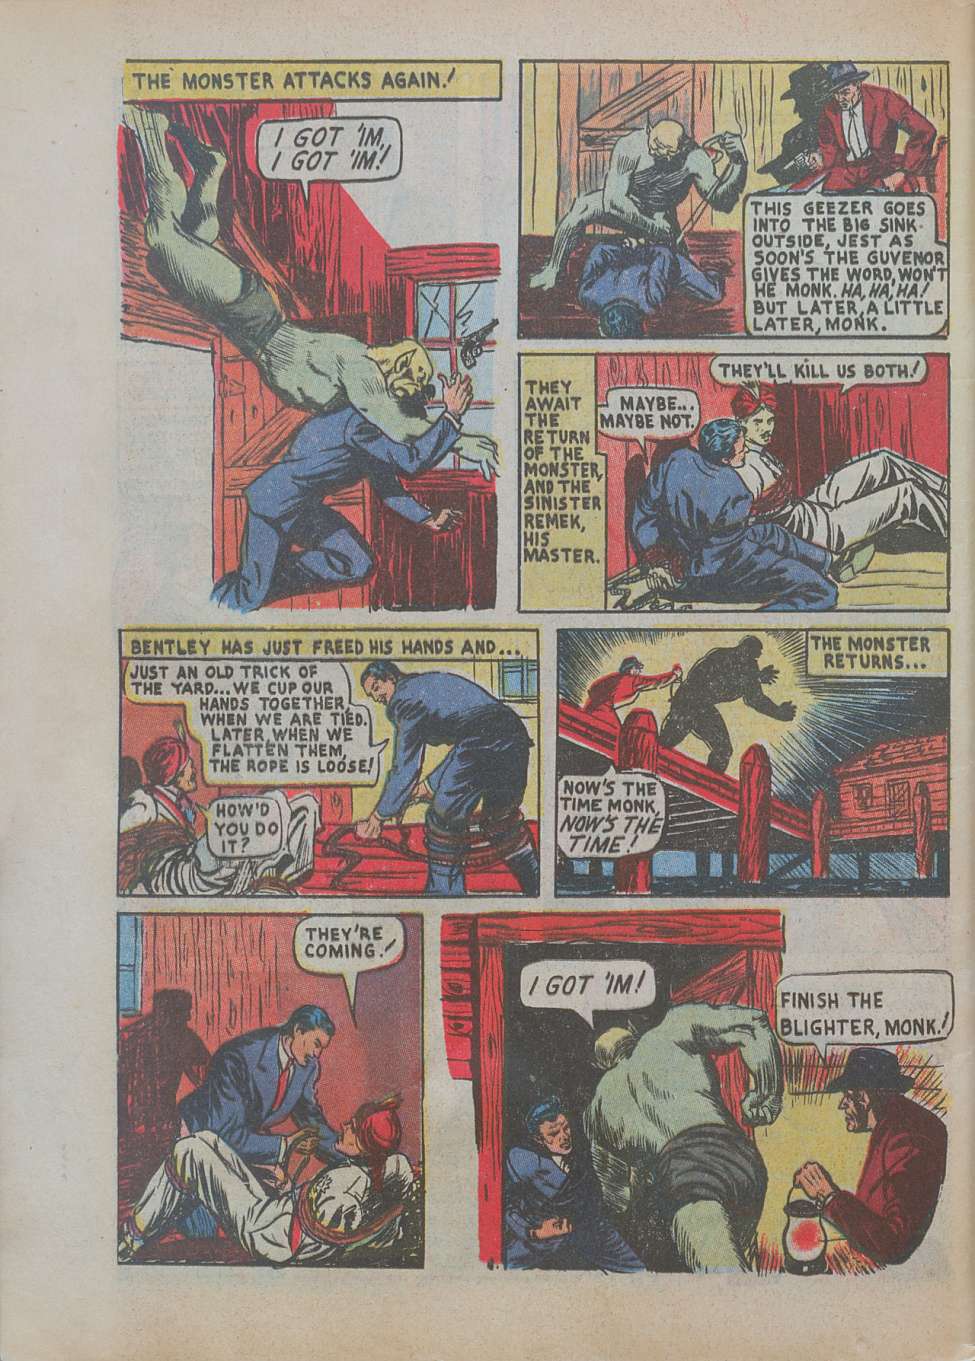 THE MONSTER ATTACKS AGAIN!
I GOT 'IM,
I GOT 'IM!
THIS GEEZER GOES
INTO THE BIG SINK
OUTSIDE, JEST AS
SOON'S THE GUVENOR
GIVES THE WORD, WON'T
HE MONK. HA, HA, HA!
BUT LATER, A LITTLE
LATER, MONK.
THEY
AWAIT
THE
RETURN
OF THE
MONSTER,
AND THE
SINISTER
REMEK,
HIS
MASTER.
MAYBE...
MAYBE NOT.
THEY'LL KILL US BOTH!
BENTLEY HAS JUST FREED HIS HANDS AND...
JUST AN OLD TRICK OF
THE YARD... WE CUP OUR
HANDS TOGETHER
WHEN WE ARE TIED.
LATER, WHEN WE
FLATTEN THEM,
THE ROPE IS LOOSE!
HOW'D
YOU DO
IT?
THE MONSTER
RETURNS...
NOW'S THE
TIME MONK,
NOW'S THE
TIME!
THEY'RE
COMING!
I GOT 'IM!
FINISH THE
BLIGHTER, MONK!